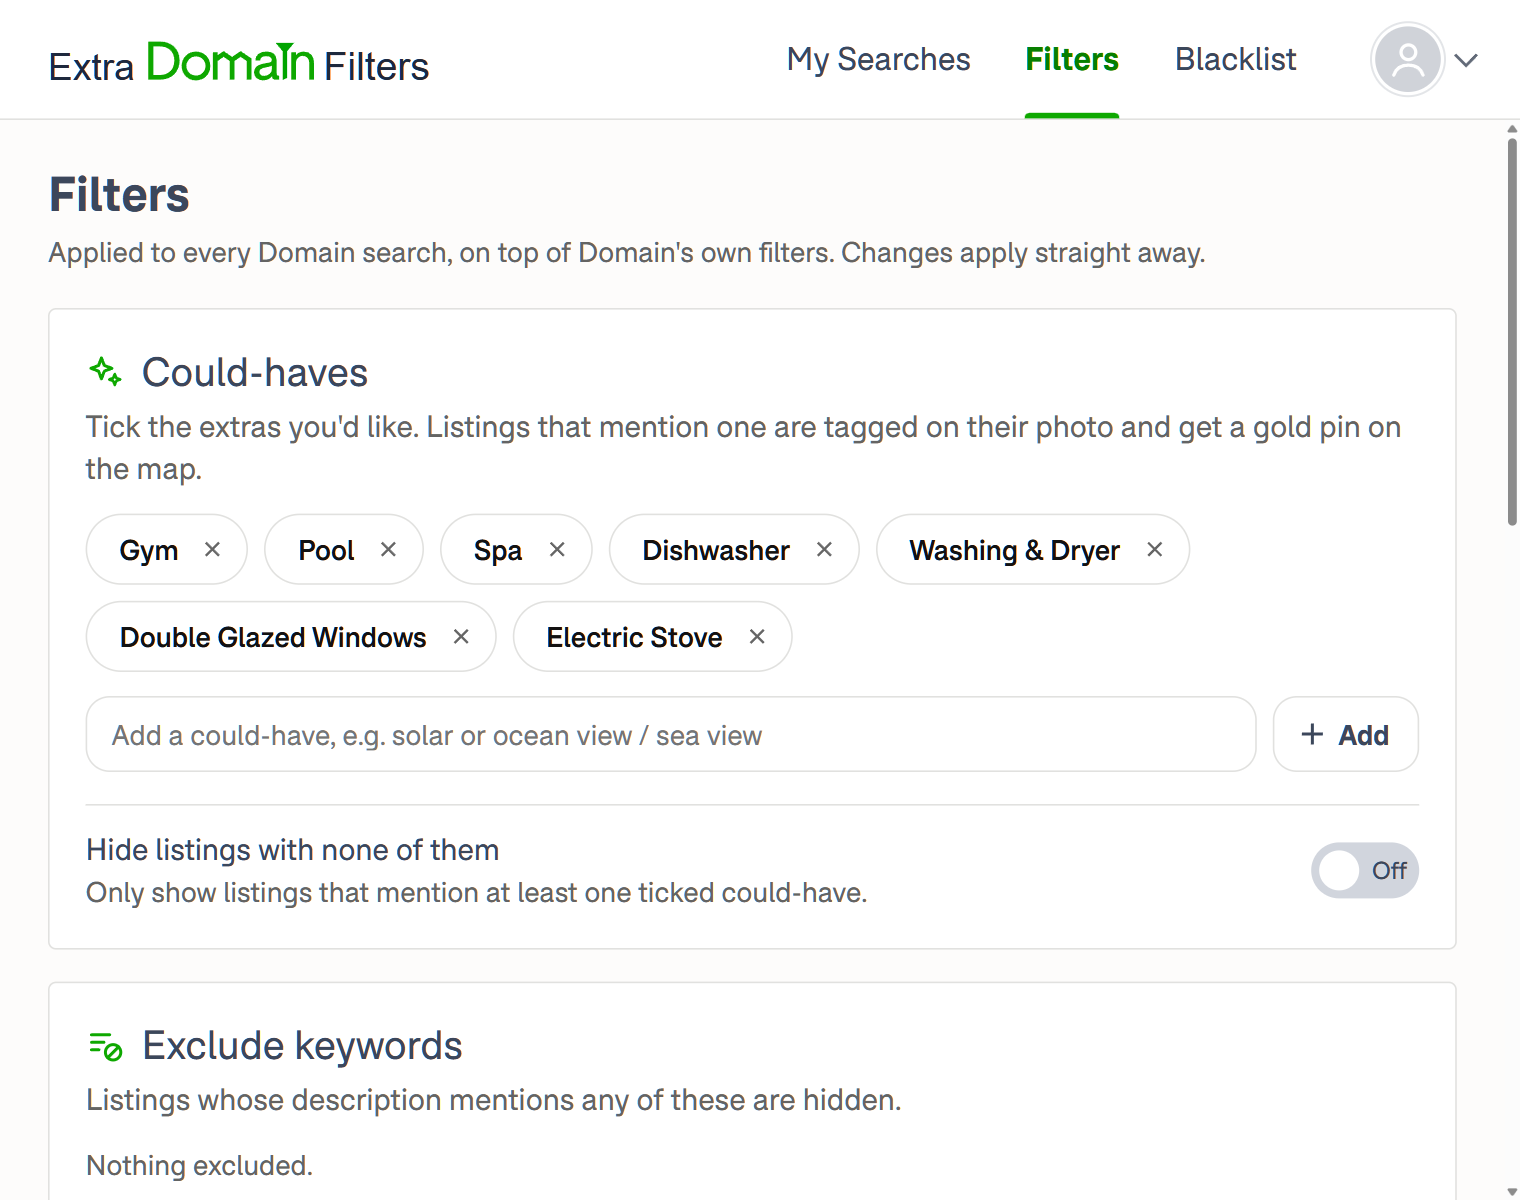 Extra Domain Filters
My Searches
Filters
Blacklist
Filters
Applied to every Domain search, on top of Domain's own filters. Changes apply straight away.
Could-haves
Tick the extras you'd like. Listings that mention one are tagged on their photo and get a gold pin on
the map.
Gym × Pool × Spa × Dishwasher × Washing & Dryer ×
Double Glazed Windows × Electric Stove ×
Add a could-have, e.g. solar or ocean view / sea view
+ Add
Hide listings with none of them
Off
Only show listings that mention at least one ticked could-have.
Exclude keywords
Listings whose description mentions any of these are hidden.
Nothing excluded.